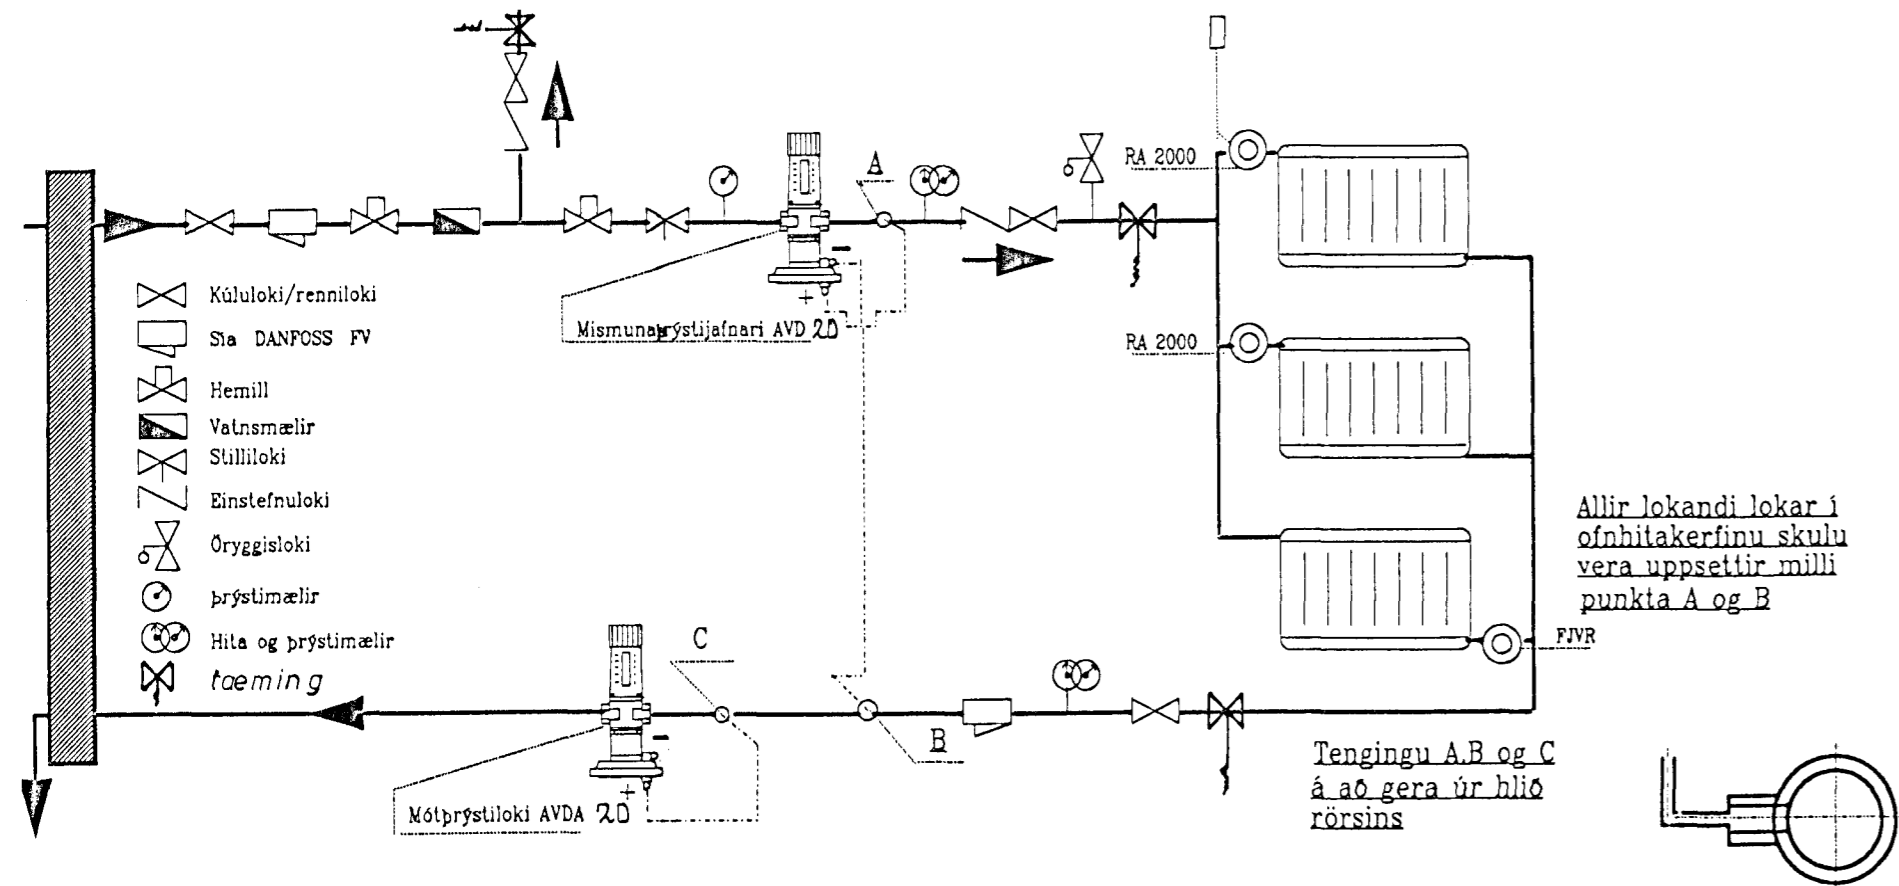 A
RA 2000
Mismunaþrýstijafnari AVD 20
RA 2000
Kúluloki/renniloki
Sía DANFOSS FV
Hemill
Vatnsmælir
Stilliloki
Einstefnuloki
Öryggisloki
þrýstimælir
Hita og þrýstimælir
tæming
Allir lokandi lokar í
ofnhitakerfinu skulu
vera uppsettir milli
punkta A og B
FJVR
C
B
Mótþrýstiloki AVDA 20
Tengingu A.B og C
á að gera úr hlið
rörsins